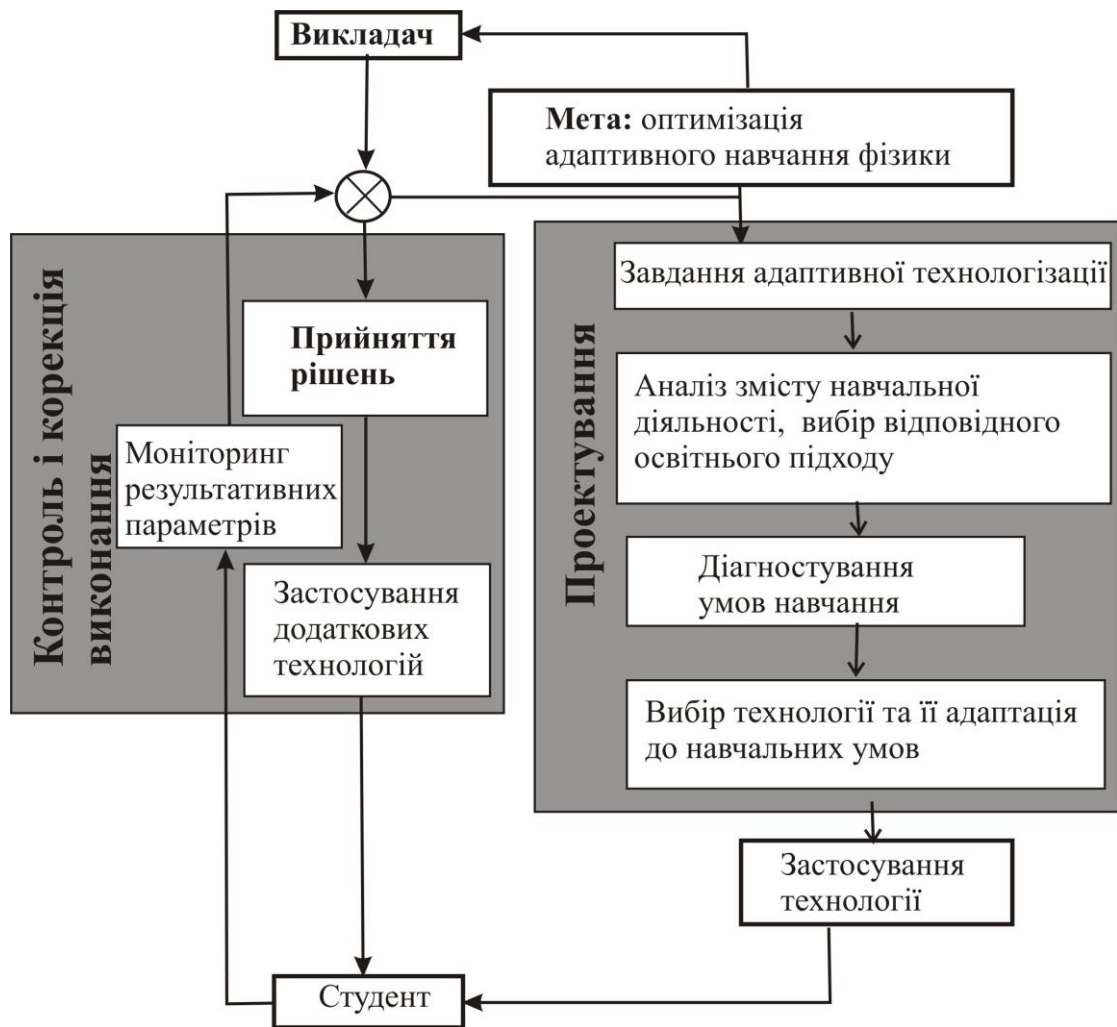 Викладач
Мета: оптимізація
адаптивного навчання фізики
Контроль і корекція
виконання
Прийняття
рішень
Моніторинг
результативних
параметрів
Застосування
додаткових
технологій
Проектування
Завдання адаптивної технологізації
Аналіз змісту навчальної
діяльності, вибір відповідного
освітнього підходу
Діагностування
умов навчання
Вибір технології та її адаптація
до навчальних умов
Застосування
технології
Студент